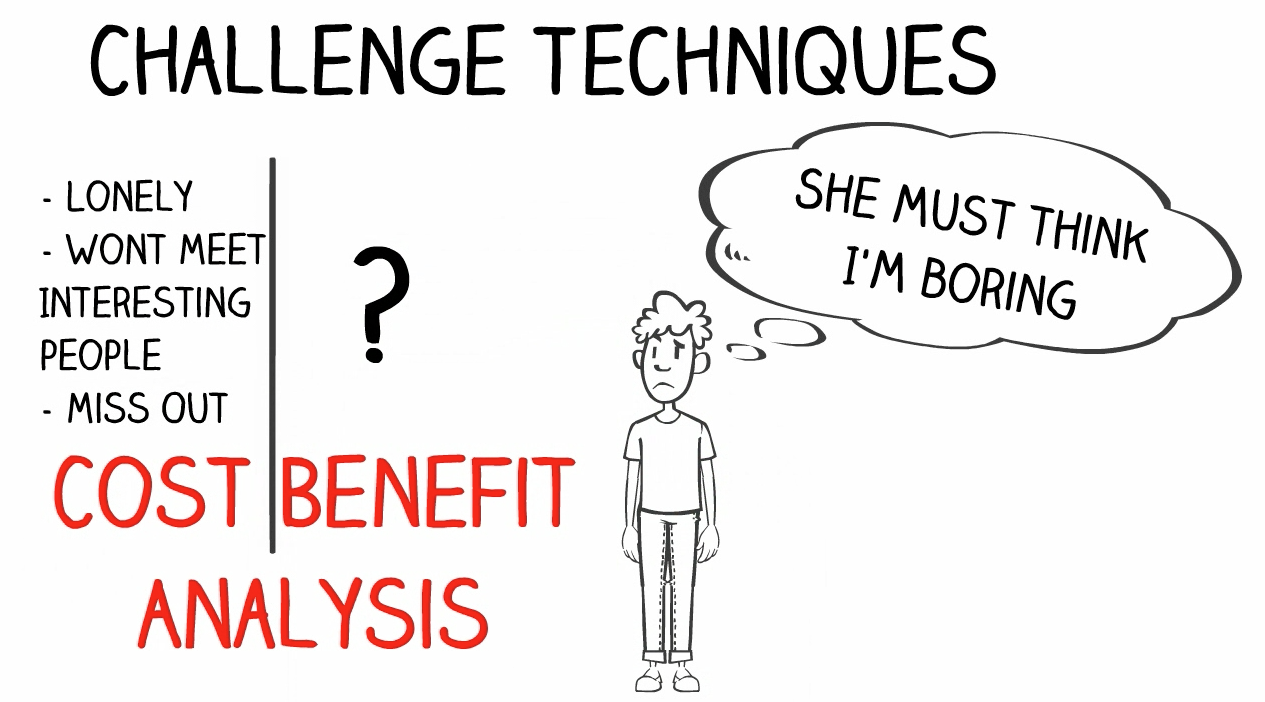 CHALLENGE TECHNIQUES
- LONELY
- WONT MEET
INTERESTING
PEOPLE
- MISS OUT
?
COST BENEFIT
ANALYSIS
SHE MUST THINK
I'M BORING